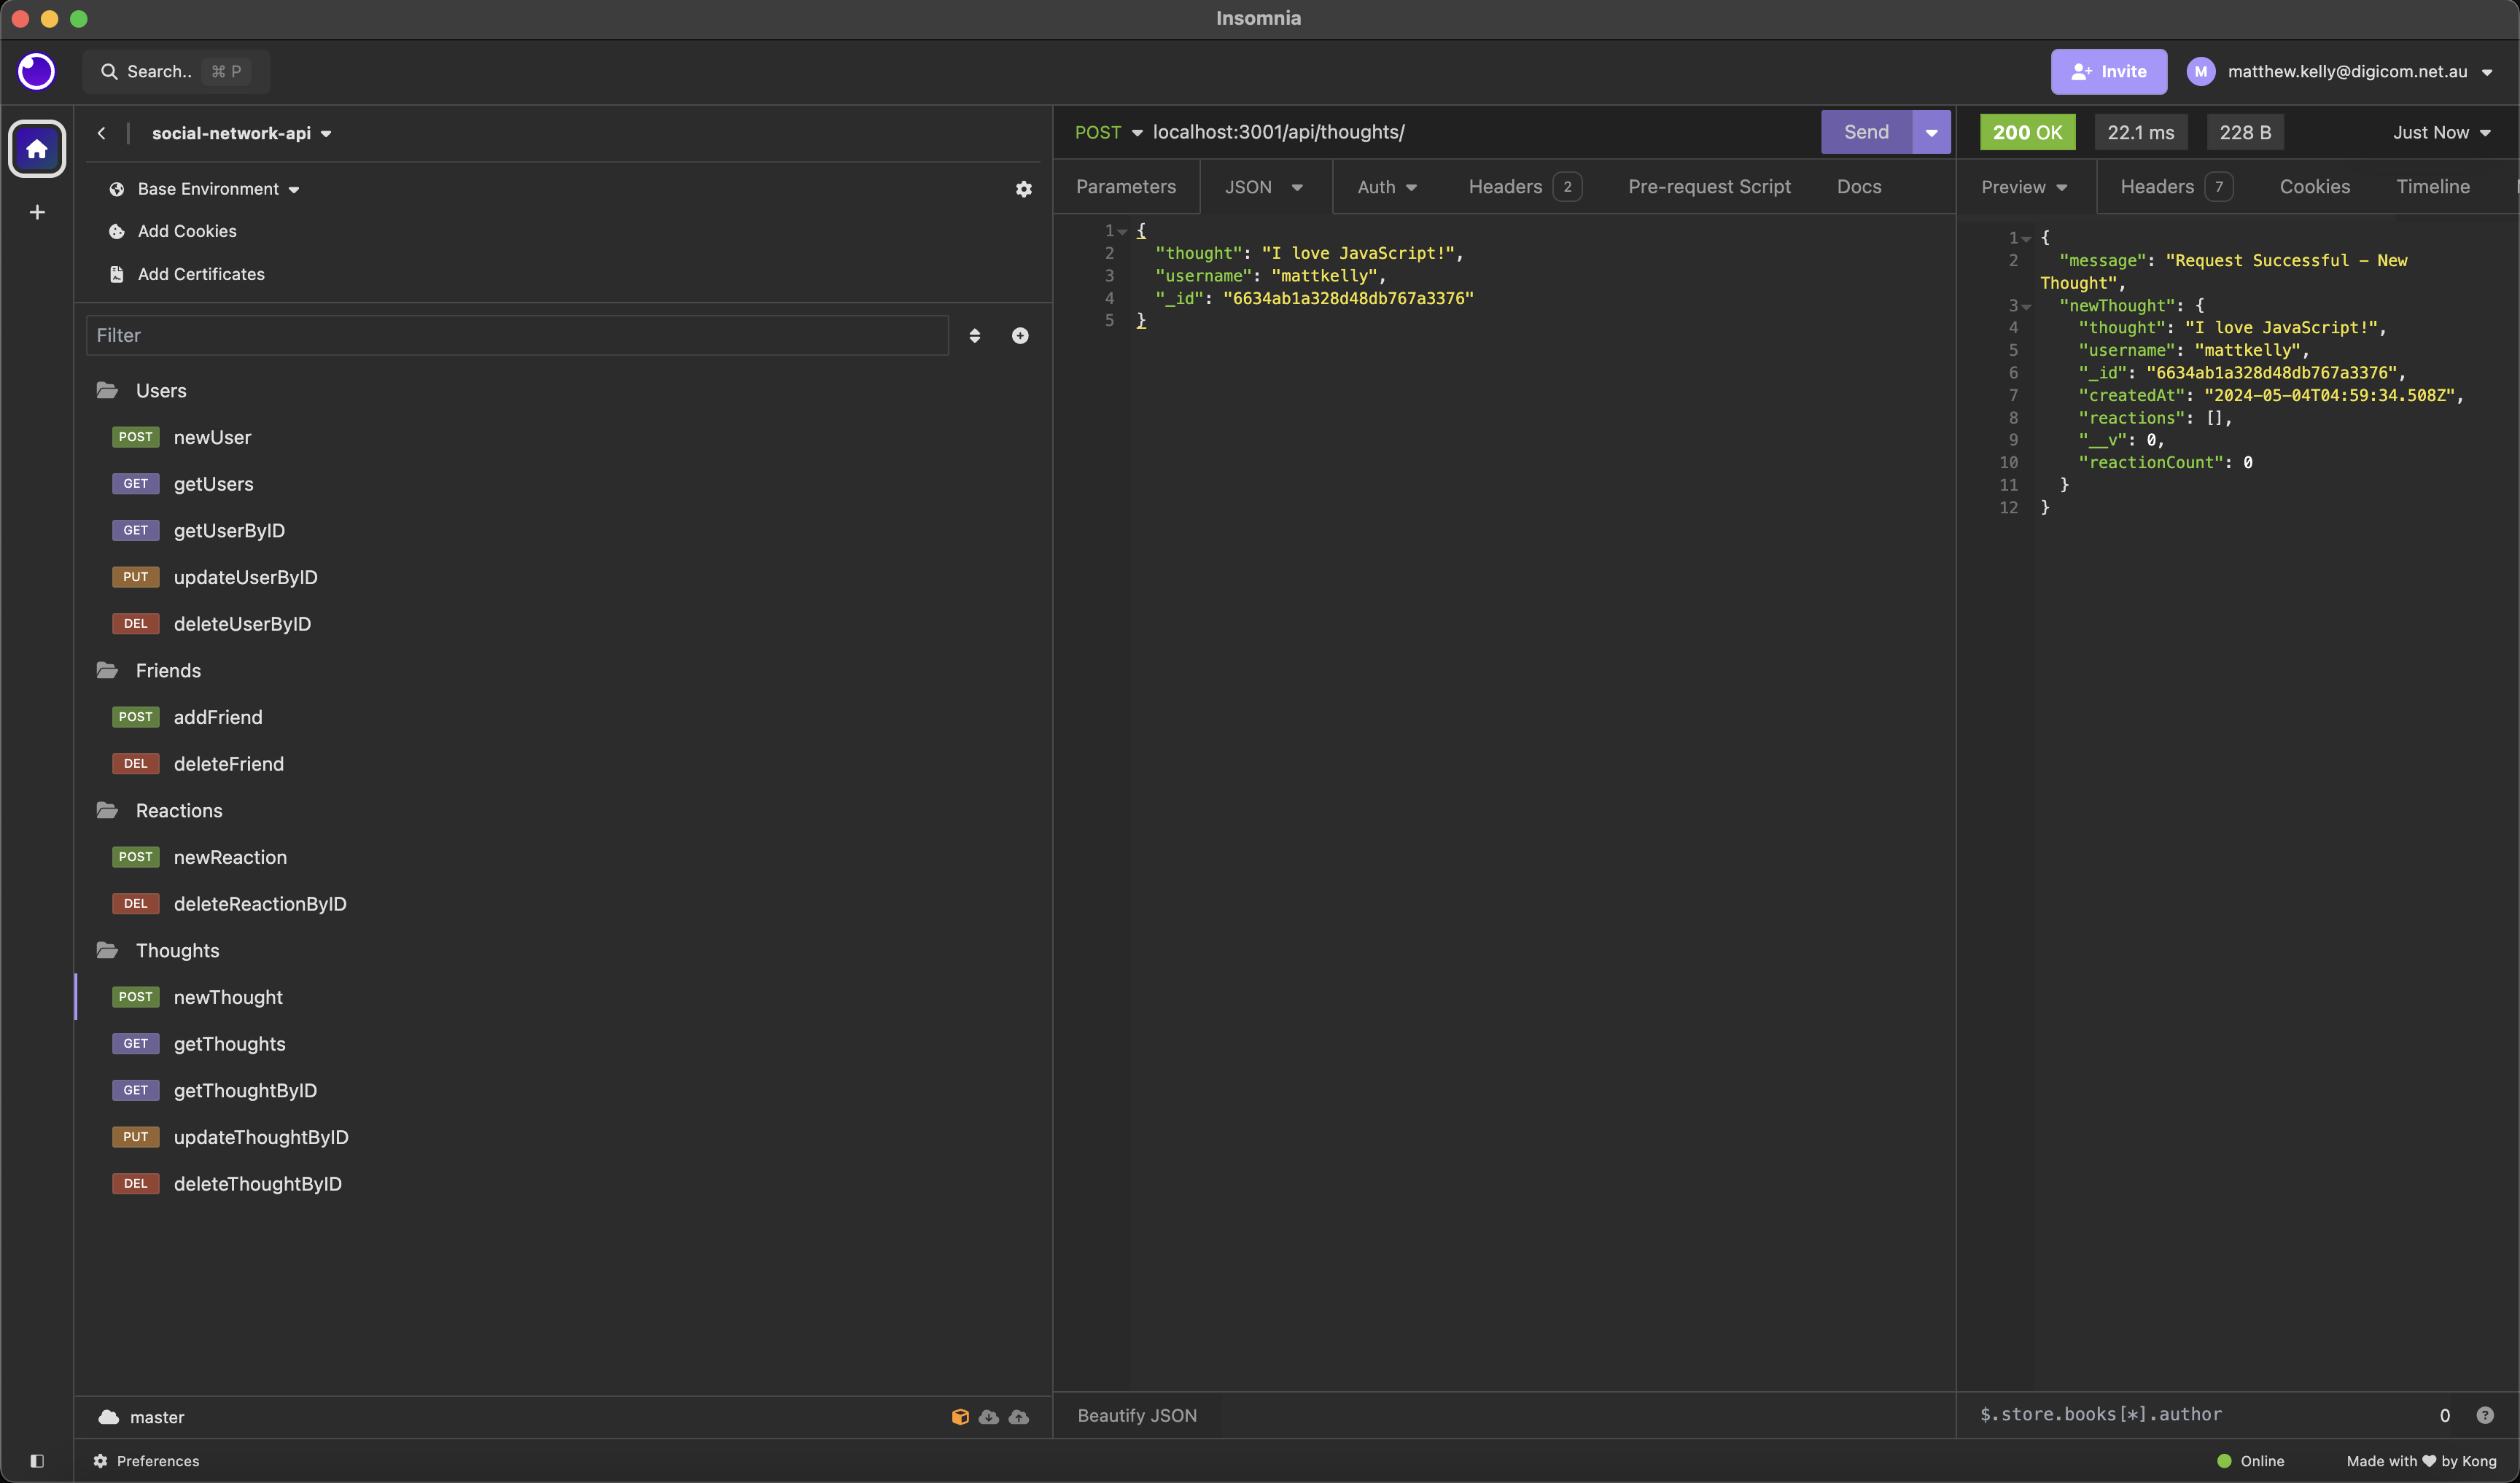 Insomnia
Search.. ⌘ P
Invite
M
matthew.kelly@digicom.net.au
social-network-api
Base Environment
Add Cookies
Add Certificates
Filter
Users
POST newUser
GET getUsers
GET getUserByID
PUT updateUserByID
DEL deleteUserByID
Friends
POST addFriend
DEL deleteFriend
Reactions
POST newReaction
DEL deleteReactionByID
Thoughts
POST newThought
GET getThoughts
GET getThoughtByID
PUT updateThoughtByID
DEL deleteThoughtByID
master
Preferences
POST localhost:3001/api/thoughts/
Send
Parameters JSON Auth Headers 2 Pre-request Script Docs
1 {
2 "thought": "I love JavaScript!",
3 "username": "mattkelly",
4 "_id": "6634ab1a328d48db767a3376"
5 }
Beautify JSON
200 OK 22.1 ms 228 B Just Now
Preview Headers 7 Cookies Timeline
1 {
2 "message": "Request Successful – New
Thought",
3 "newThought": {
4 "thought": "I love JavaScript!",
5 "username": "mattkelly",
6 "_id": "6634ab1a328d48db767a3376",
7 "createdAt": "2024-05-04T04:59:34.508Z",
8 "reactions": [],
9 "__v": 0,
10 "reactionCount": 0
11 }
12 }
$.store.books[*].author 0 ?
Online
Made with ♥ by Kong